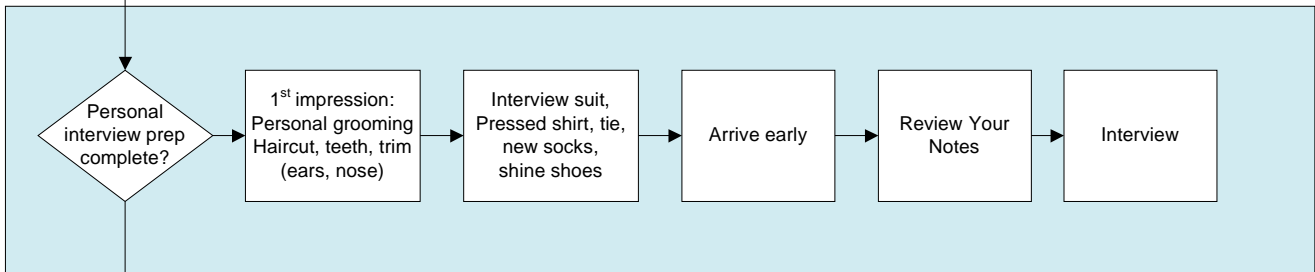 Personal
interview prep
complete?
1st impression:
Personal grooming
Haircut, teeth, trim
(ears, nose)
Interview suit,
Pressed shirt, tie,
new socks,
shine shoes
Arrive early
Review Your
Notes
Interview